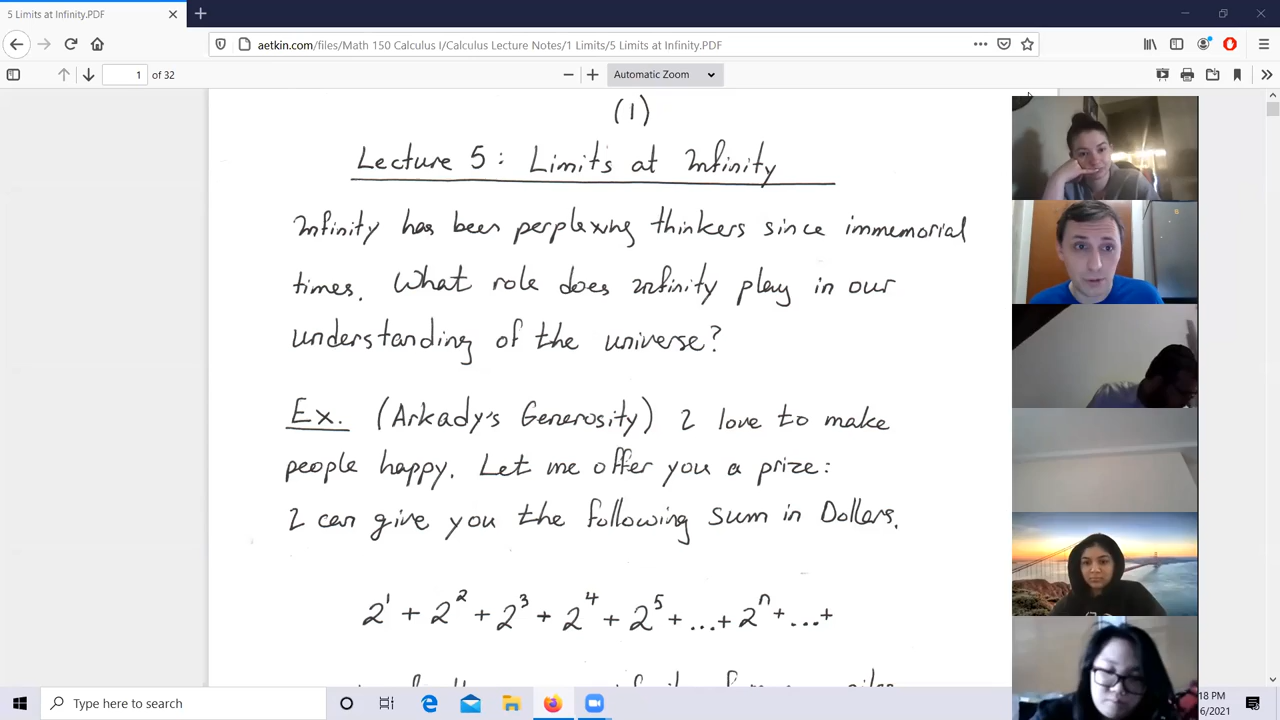 5 Limits at Infinity.PDF
aetkin.com/files/Math 150 Calculus I/Calculus Lecture Notes/1 Limits/5 Limits at Infinity.PDF
1 of 32
Automatic Zoom
(1)
Lecture 5: Limits at Infinity
Infinity has been perplexing thinkers since immemorial
times. What role does infinity play in our
understanding of the universe?
Ex. (Arkady's Generosity) I love to make
people happy. Let me offer you a prize:
I can give you the following sum in Dollars.
2¹ + 2² + 2³ + 2⁴ + 2⁵ + ... + 2ⁿ + ... +
Type here to search
18 PM
6/2021